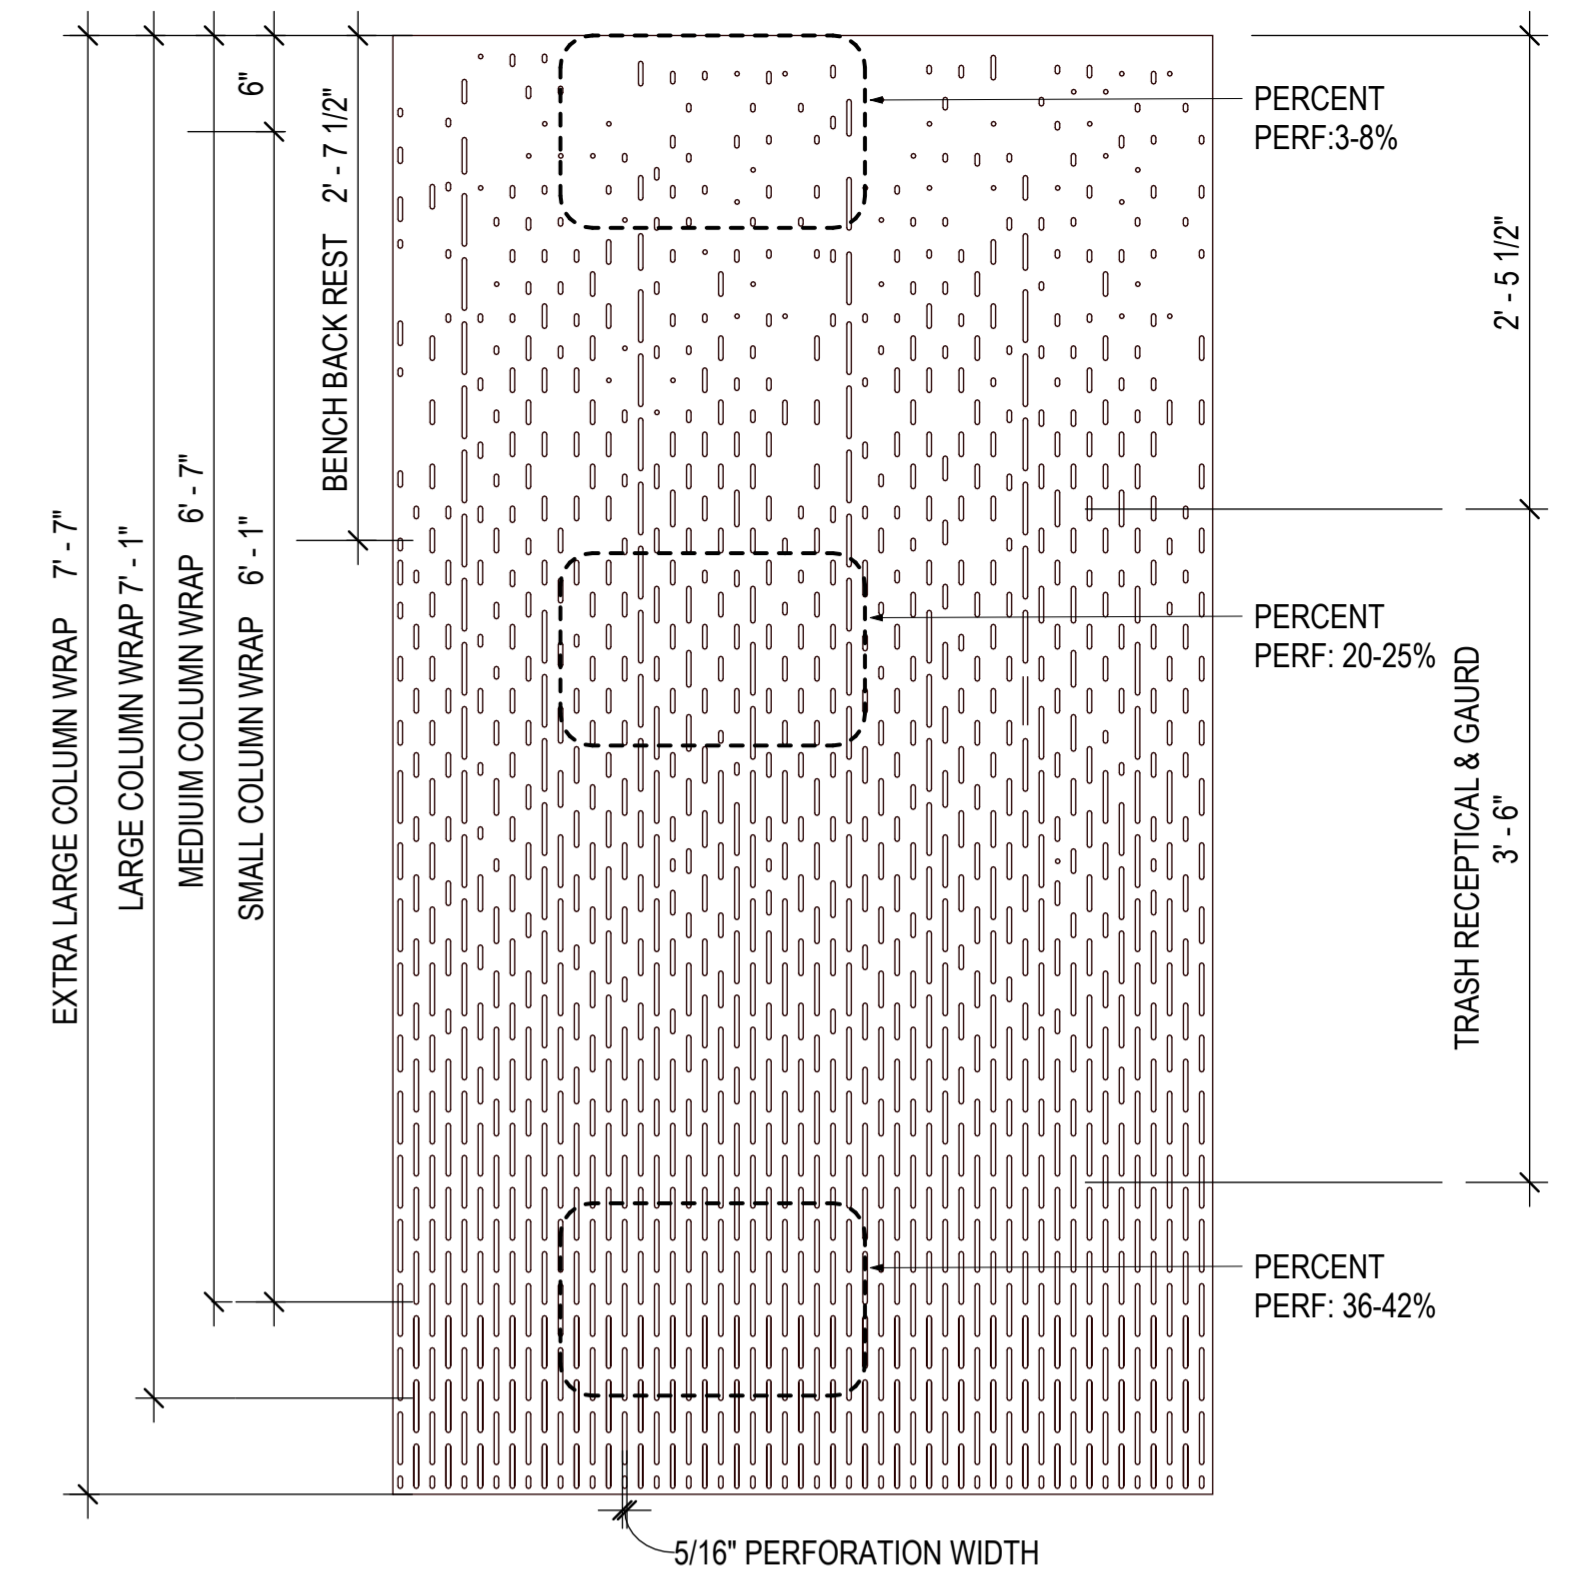 EXTRA LARGE COLUMN WRAP 7' - 7"
LARGE COLUMN WRAP 7' - 1"
MEDIUIM COLUMN WRAP 6' - 7"
6"
SMALL COLUMN WRAP 6' - 1"
BENCH BACK REST 2' - 7 1/2"
PERCENT
PERF:3-8%
PERCENT
PERF: 20-25%
PERCENT
PERF: 36-42%
2' - 5 1/2"
TRASH RECEPTICAL & GAURD
3' - 6"
5/16" PERFORATION WIDTH